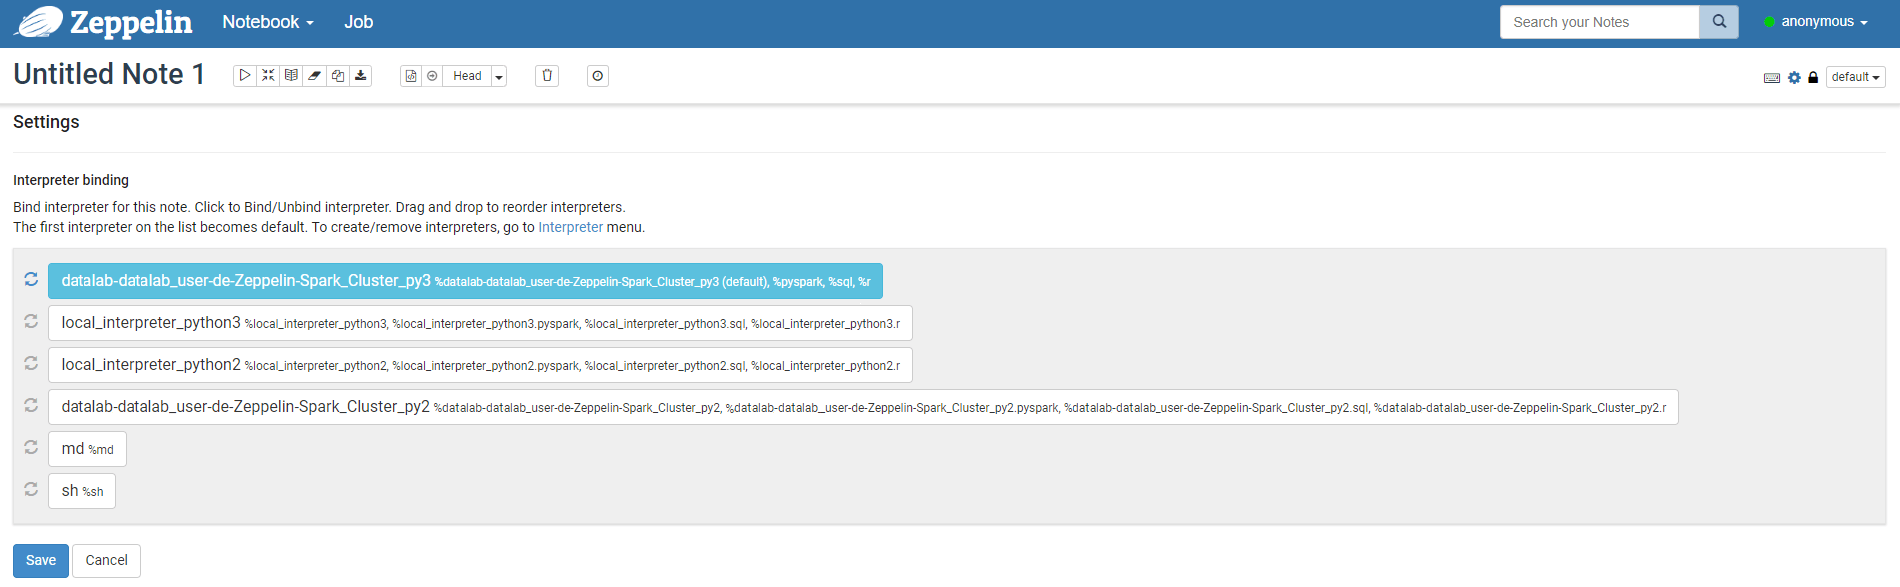 Zeppelin Notebook Job Search your Notes anonymous
Untitled Note 1 Head default
Settings
Interpreter binding
Bind interpreter for this note. Click to Bind/Unbind interpreter. Drag and drop to reorder interpreters.
The first interpreter on the list becomes default. To create/remove interpreters, go to Interpreter menu.
datalab-datalab_user-de-Zeppelin-Spark_Cluster_py3 %datalab-datalab_user-de-Zeppelin-Spark_Cluster_py3 (default), %pyspark, %sql, %r
local_interpreter_python3 %local_interpreter_python3, %local_interpreter_python3.pyspark, %local_interpreter_python3.sql, %local_interpreter_python3.r
local_interpreter_python2 %local_interpreter_python2, %local_interpreter_python2.pyspark, %local_interpreter_python2.sql, %local_interpreter_python2.r
datalab-datalab_user-de-Zeppelin-Spark_Cluster_py2 %datalab-datalab_user-de-Zeppelin-Spark_Cluster_py2, %datalab-datalab_user-de-Zeppelin-Spark_Cluster_py2.pyspark, %datalab-datalab_user-de-Zeppelin-Spark_Cluster_py2.sql, %datalab-datalab_user-de-Zeppelin-Spark_Cluster_py2.r
md %md
sh %sh
Save Cancel